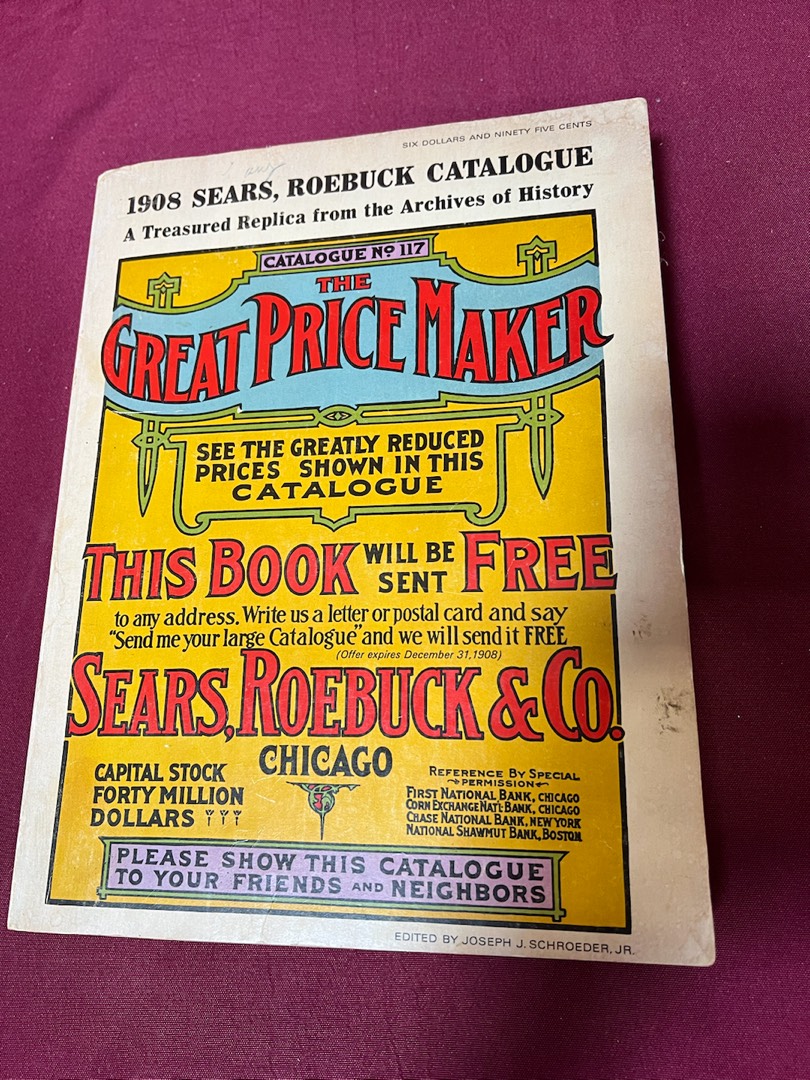 SIX DOLLARS AND NINETY FIVE CENTS
1908 SEARS, ROEBUCK CATALOGUE
A Treasured Replica from the Archives of History
CATALOGUE No 117
THE
GREAT PRICE MAKER
SEE THE GREATLY REDUCED
PRICES SHOWN IN THIS
CATALOGUE
THIS BOOK WILL BE SENT FREE
to any address. Write us a letter or postal card and say
"Send me your large Catalogue" and we will send it FREE
(Offer expires December 31, 1908)
SEARS, ROEBUCK & CO.
CHICAGO
CAPITAL STOCK
FORTY MILLION
DOLLARS
REFERENCE BY SPECIAL
PERMISSION
FIRST NATIONAL BANK, CHICAGO
CORN EXCHANGE NAT'L BANK, CHICAGO
CHASE NATIONAL BANK, NEW YORK
NATIONAL SHAWMUT BANK, BOSTON
PLEASE SHOW THIS CATALOGUE
TO YOUR FRIENDS AND NEIGHBORS
EDITED BY JOSEPH J. SCHROEDER, JR.